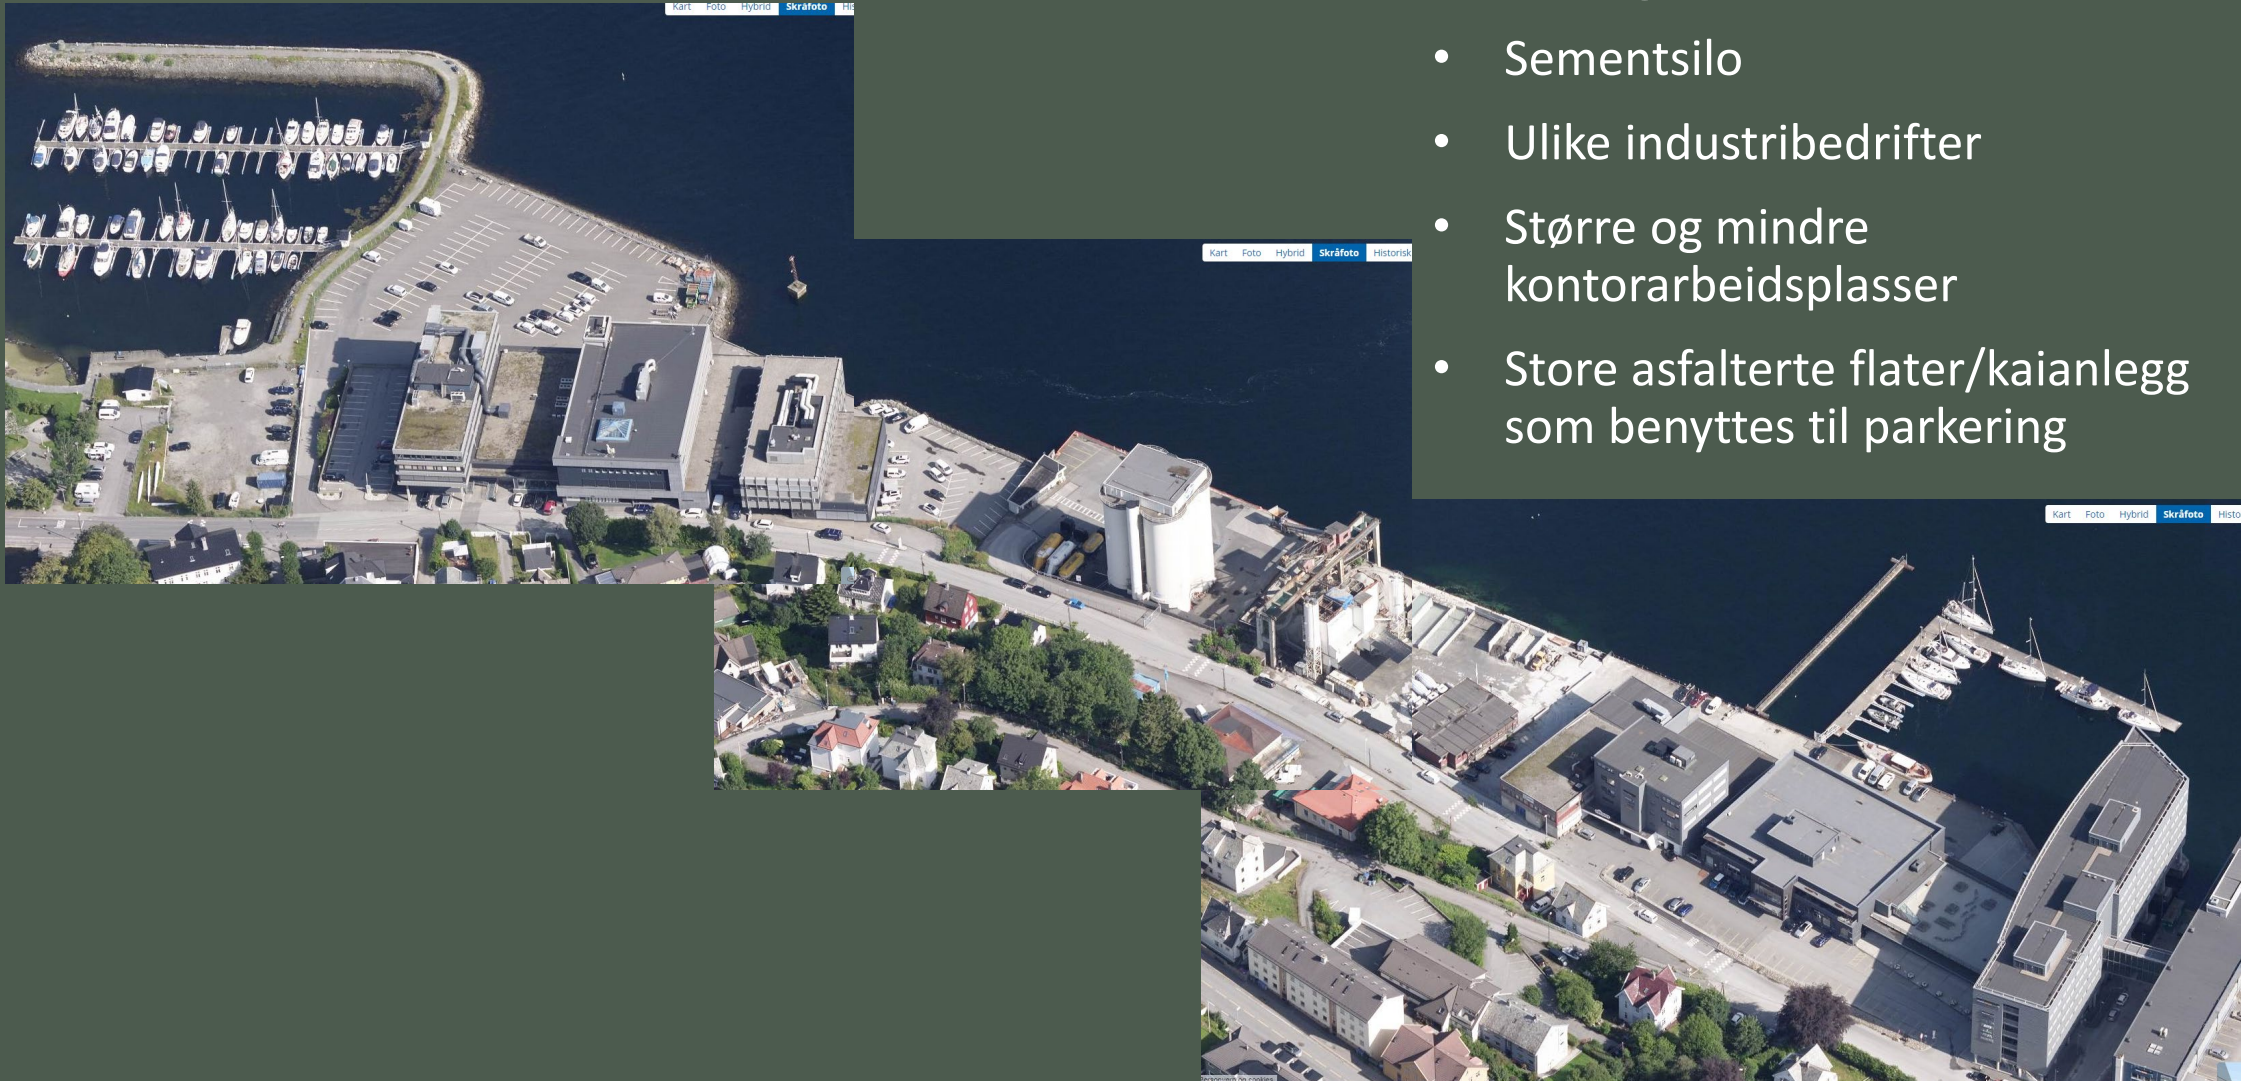 Kart Foto Hybrid Skråfoto
• Sementsilo
• Ulike industribedrifter
• Større og mindre
kontorarbeidsplasser
• Store asfalterte flater/kaianlegg
som benyttes til parkering
Kart Foto Hybrid Skråfoto Historisk
Kart Foto Hybrid Skråfoto Histo